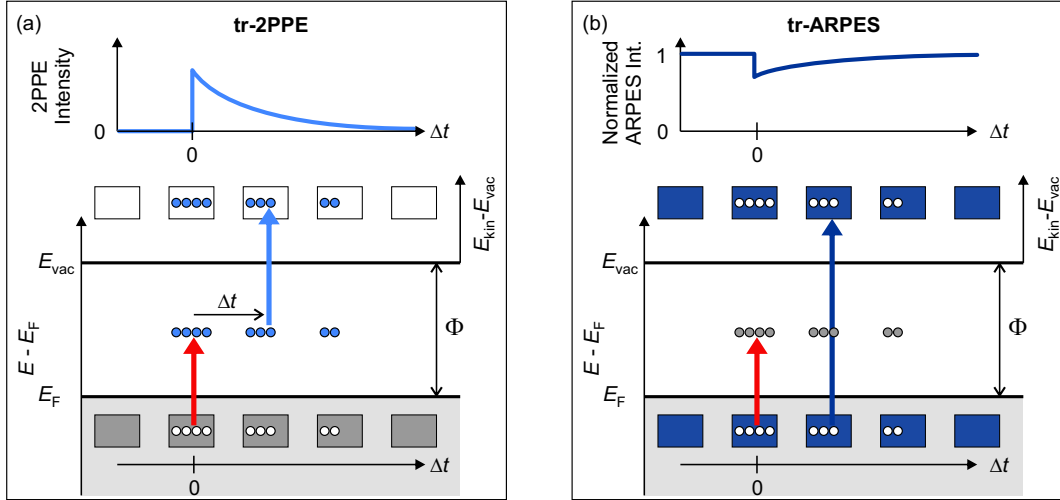 (a)
tr-2PPE
2PPE
Intensity
0
0
Δt
E_kin-E_vac
E_vac
Δt
Φ
E - E_F
E_F
Δt
0
(b)
tr-ARPES
Normalized
ARPES Int.
1
0
0
Δt
E_kin-E_vac
E_vac
Φ
E - E_F
E_F
Δt
0